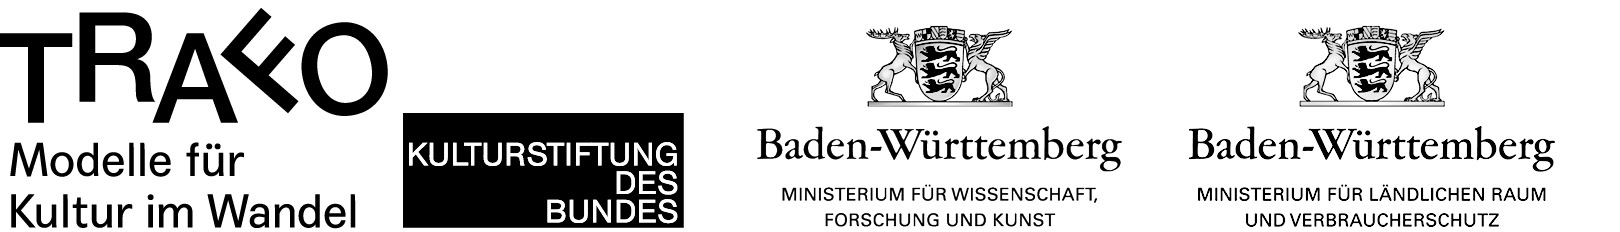 TRAFO
Modelle für
Kultur im Wandel
KULTURSTIFTUNG
DES
BUNDES
Baden-Württemberg
MINISTERIUM FÜR WISSENSCHAFT,
FORSCHUNG UND KUNST
Baden-Württemberg
MINISTERIUM FÜR LÄNDLICHEN RAUM
UND VERBRAUCHERSCHUTZ